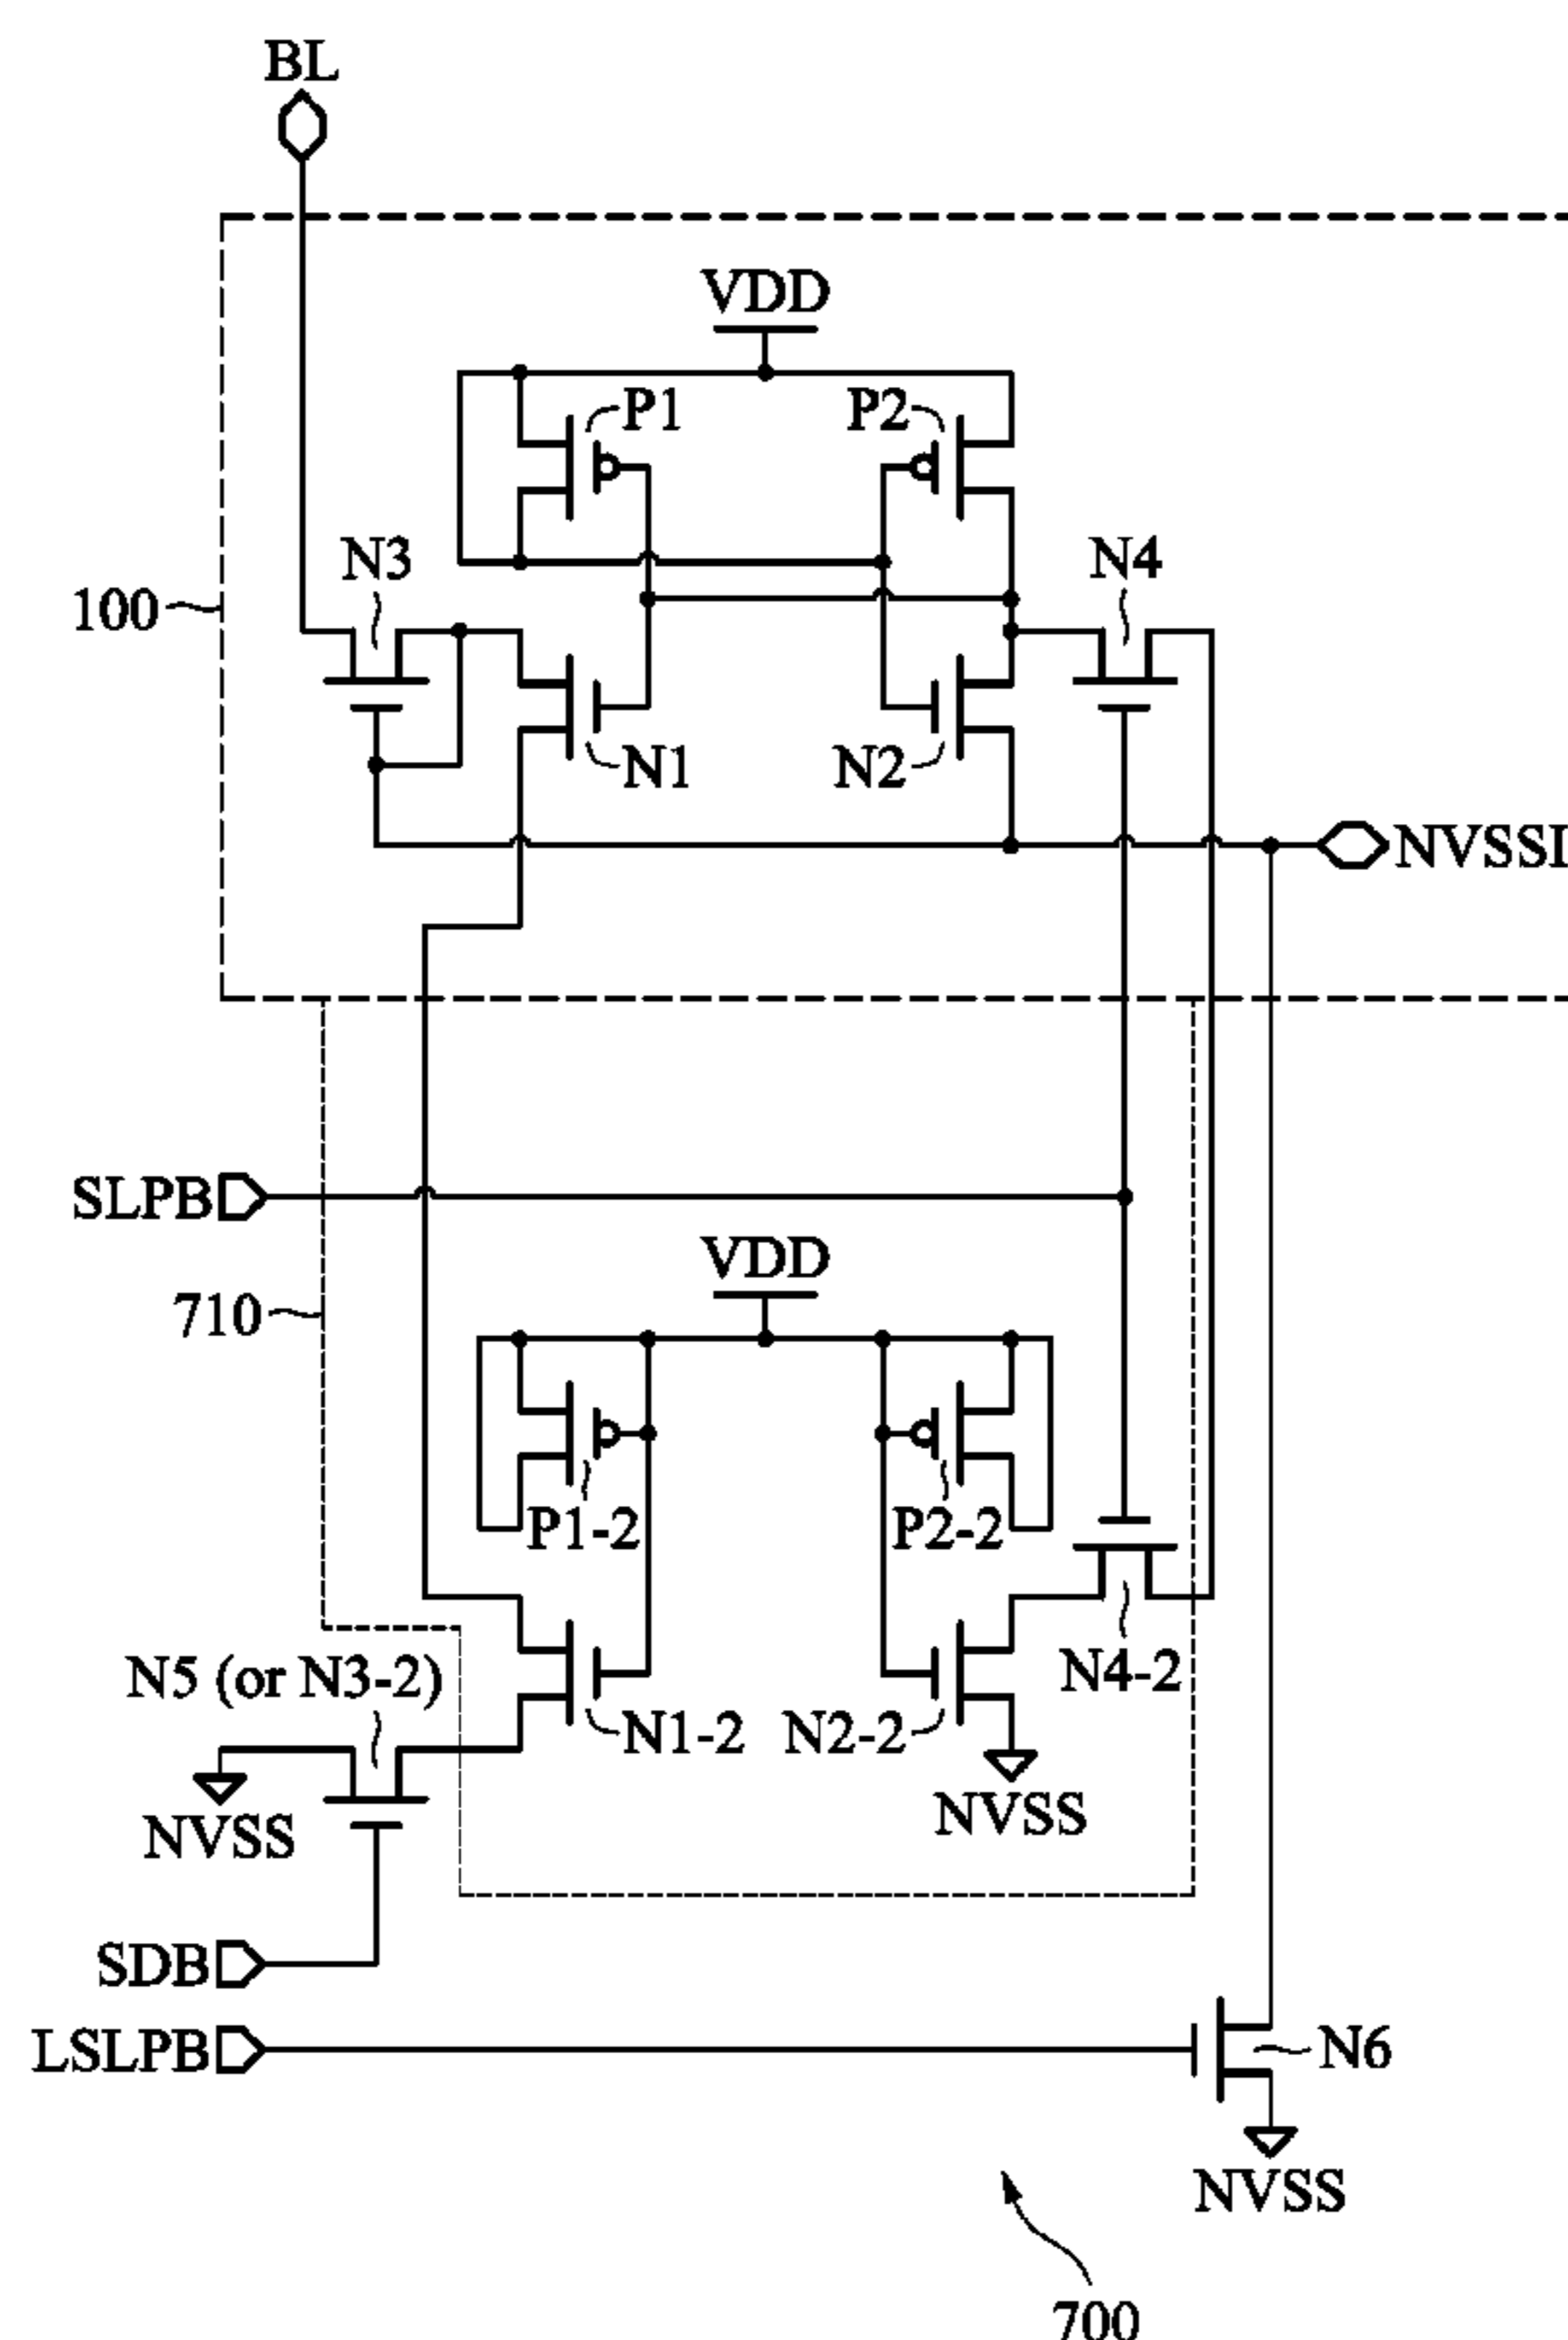 BL
VDD
P1
P2
N3
N4
100
N1
N2
NVSSI
SLPB
VDD
710
P1-2
P2-2
N5 (or N3-2)
N4-2
N1-2
N2-2
NVSS
NVSS
SDB
LSLPB
N6
NVSS
700